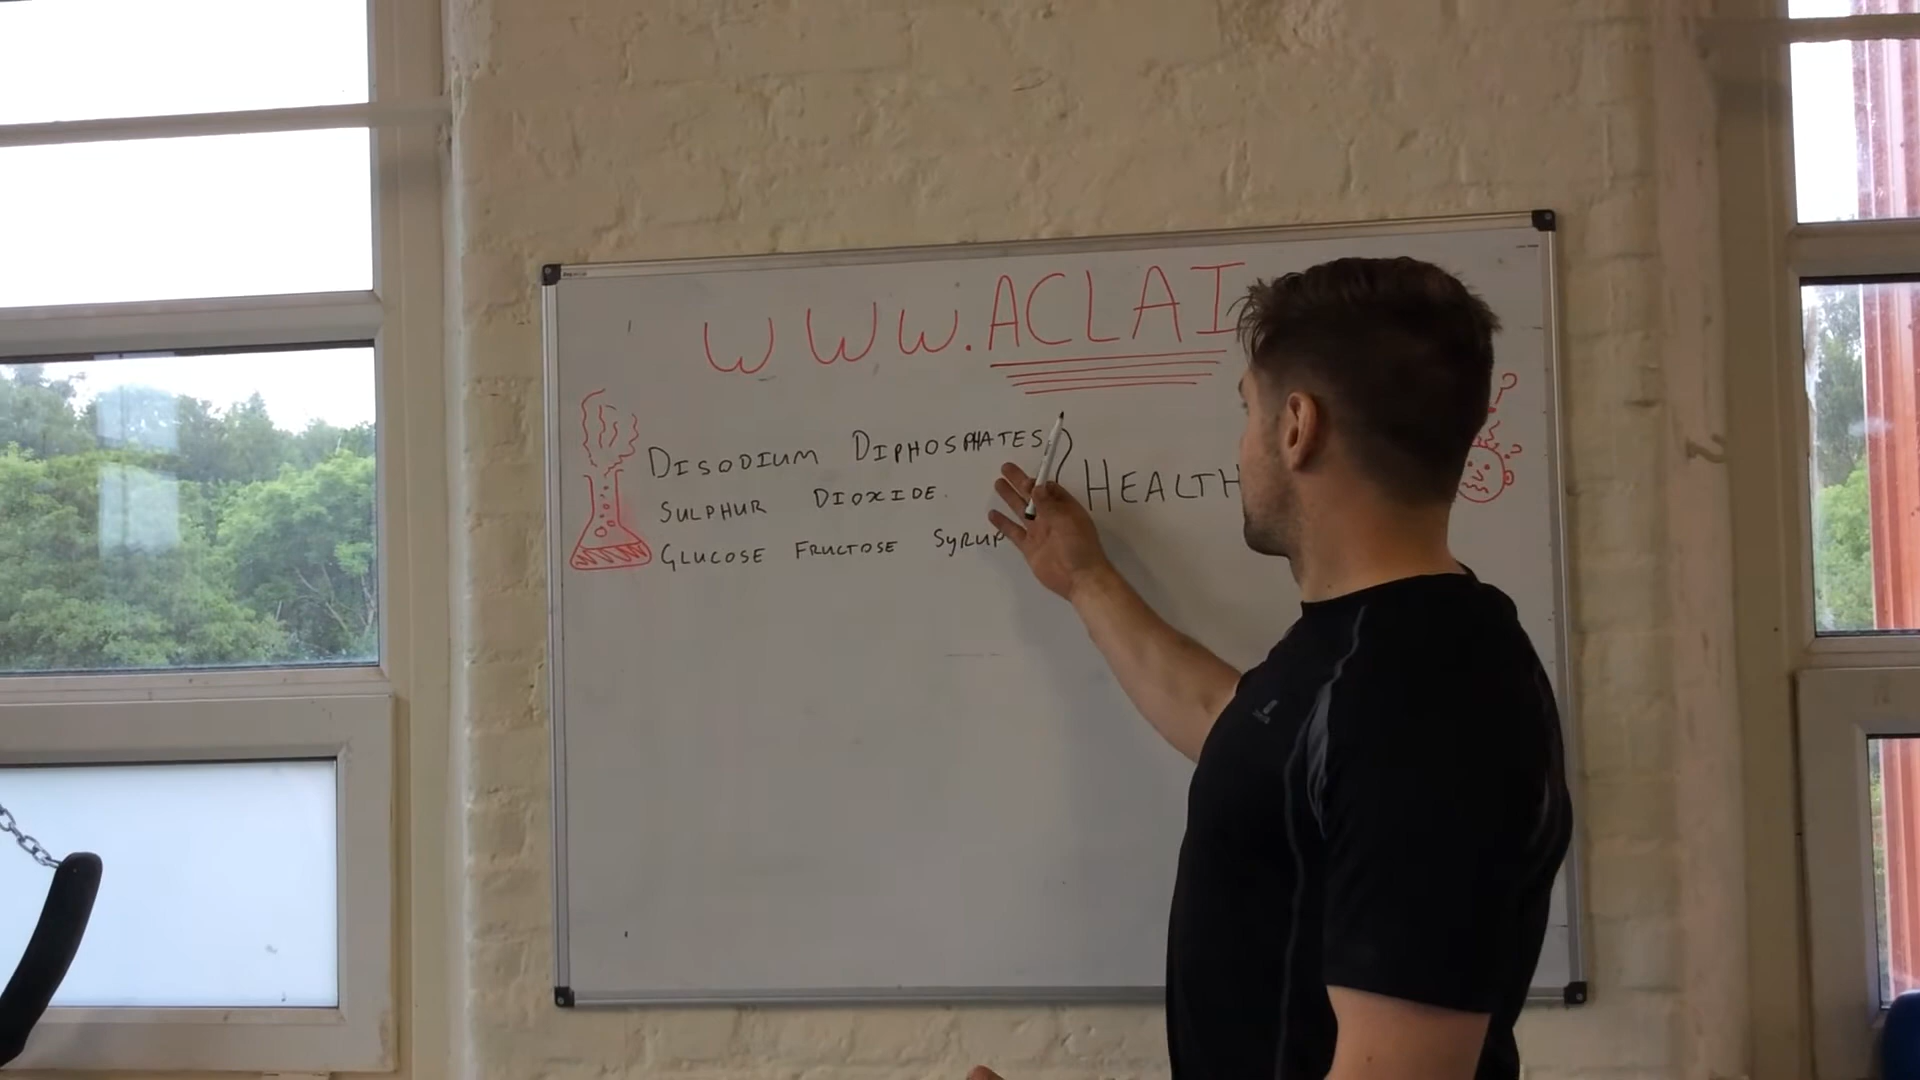 WWW.ACLAI
DISODIUM DIPHOSPHATES
SULPHUR DIOXIDE.
GLUCOSE FRUCTOSE SYRUP
HEALTH
? ?